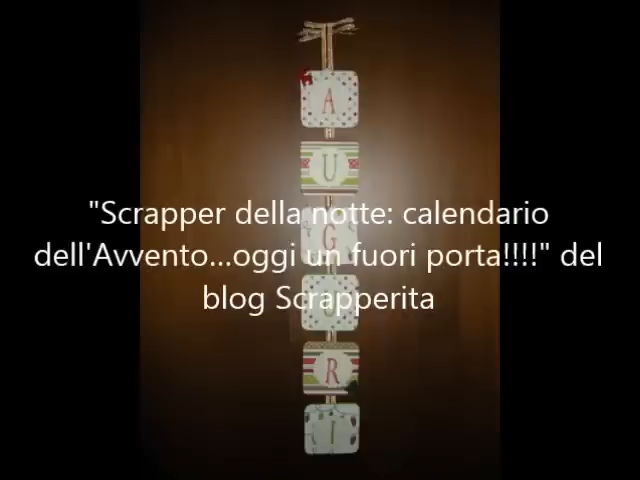 A
U
G
U
R
I
"Scrapper della notte: calendario
dell'Avvento...oggi un fuori porta!!!!" del
blog Scrapperita